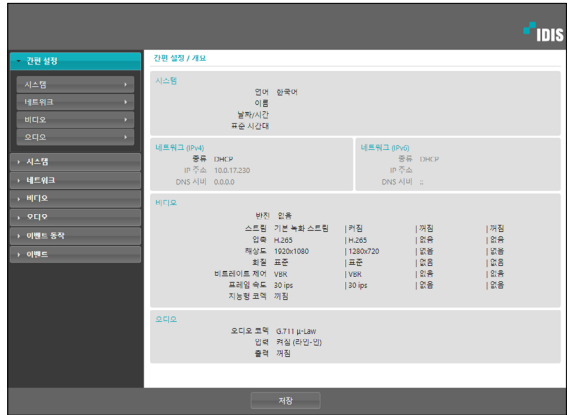 IDIS
간편 설정
시스템
네트워크
비디오
오디오
시스템
네트워크
비디오
오디오
이벤트 동작
이벤트
간편 설정 / 개요
시스템
언어 한국어
이름
날짜/시간
표준 시간대
네트워크 (IPv4)
종류 DHCP
IP 주소 10.0.17.230
DNS 서버 0.0.0.0
네트워크 (IPv6)
종류 DHCP
IP 주소
DNS 서버 ::
비디오
반전 없음
스트림 기본 녹화 스트림 | 켜짐 | 꺼짐 | 꺼짐
압축 H.265 | H.265 | 없음 | 없음
해상도 1920x1080 | 1280x720 | 없음 | 없음
화질 표준 | 표준 | 없음 | 없음
비트레이트 제어 VBR | VBR | 없음 | 없음
프레임 속도 30 ips | 30 ips | 없음 | 없음
지능형 코덱 꺼짐
오디오
오디오 코덱 G.711 µ-Law
입력 켜짐 (라인-인)
출력 꺼짐
저장